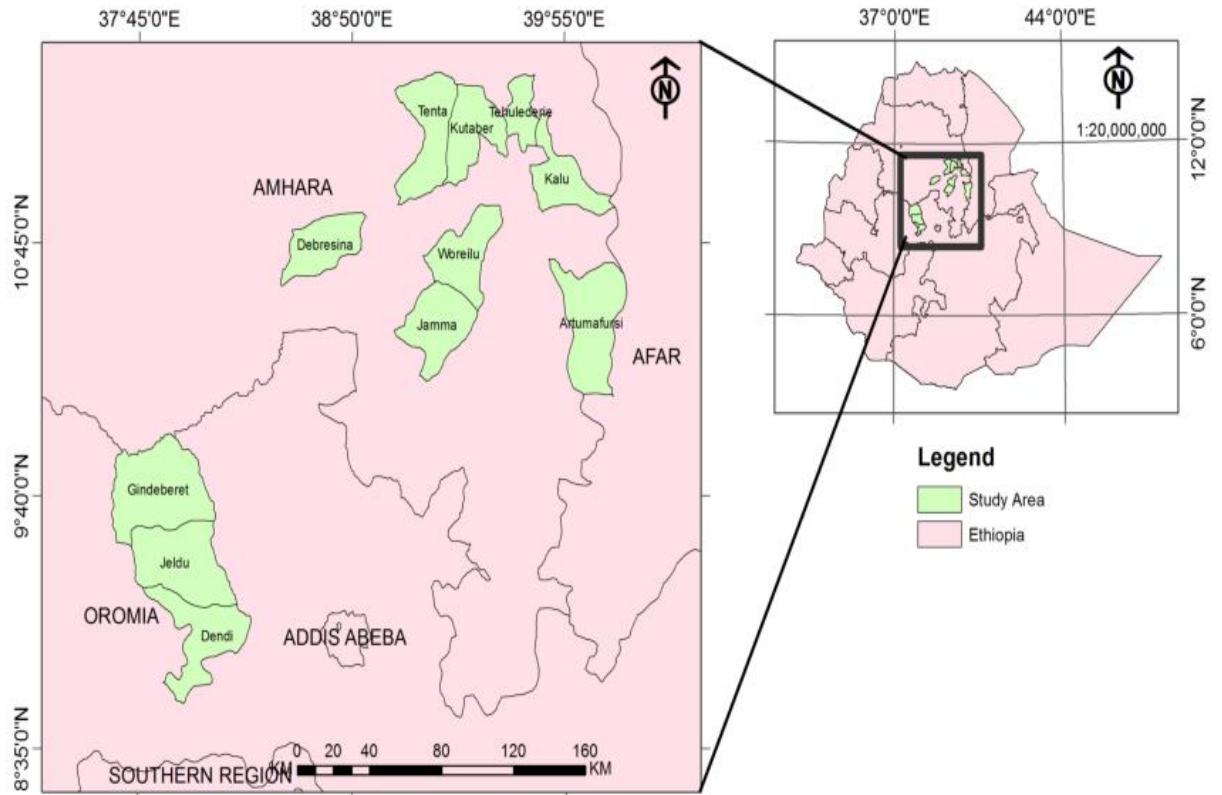 37°45'0"E
38°50'0"E
39°55'0"E
37°0'0"E
44°0'0"E
N
N
1:20,000,000
12°0'0"N
6°0'0"N
10°45'0"N
9°40'0"N
8°35'0"N
Tenta
Kutaber
Tehulederie
Kalu
AMHARA
Debresina
Woreilu
Jamma
Artumafursi
AFAR
Gindeberet
Jeldu
OROMIA
Dendi
ADDIS ABEBA
SOUTHERN REGION
0 20 40 80 120 160
KM
KM
Legend
Study Area
Ethiopia